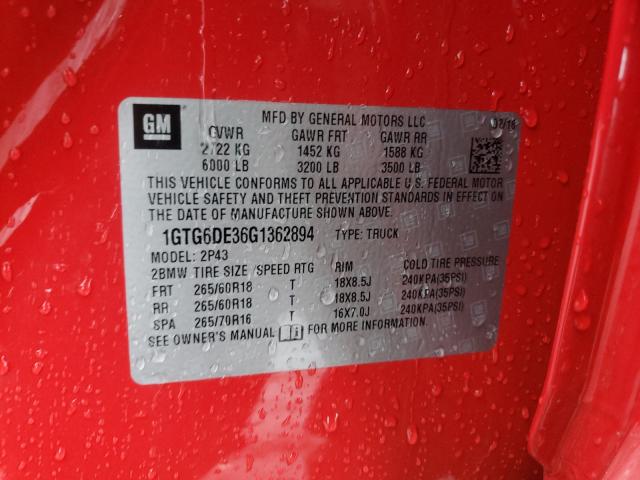 GM
MFD BY GENERAL MOTORS LLC
GVWR GAWR FRT GAWR RR
2722 KG 1452 KG 1588 KG
6000 LB 3200 LB 3500 LB
THIS VEHICLE CONFORMS TO ALL APPLICABLE U.S. FEDERAL MOTOR
VEHICLE SAFETY AND THEFT PREVENTION STANDARDS IN EFFECT ON
THE DATE OF MANUFACTURE SHOWN ABOVE.
1GTG6DE36G1362894 TYPE: TRUCK
MODEL: 2P43
2BMW TIRE SIZE SPEED RTG RIM COLD TIRE PRESSURE
FRT 265/60R18 T 18X8.5J 240KPA(35PSI)
RR 265/60R18 T 18X8.5J 240KPA(35PSI)
SPA 265/70R16 T 16X7.0J 240KPA(35PSI)
SEE OWNER'S MANUAL FOR MORE INFORMATION